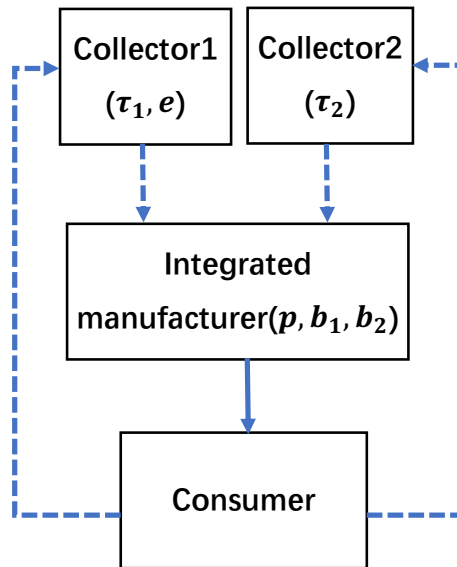 Collector1
(τ₁, e)
Collector2
(τ₂)
Integrated
manufacturer(p, b₁, b₂)
Consumer